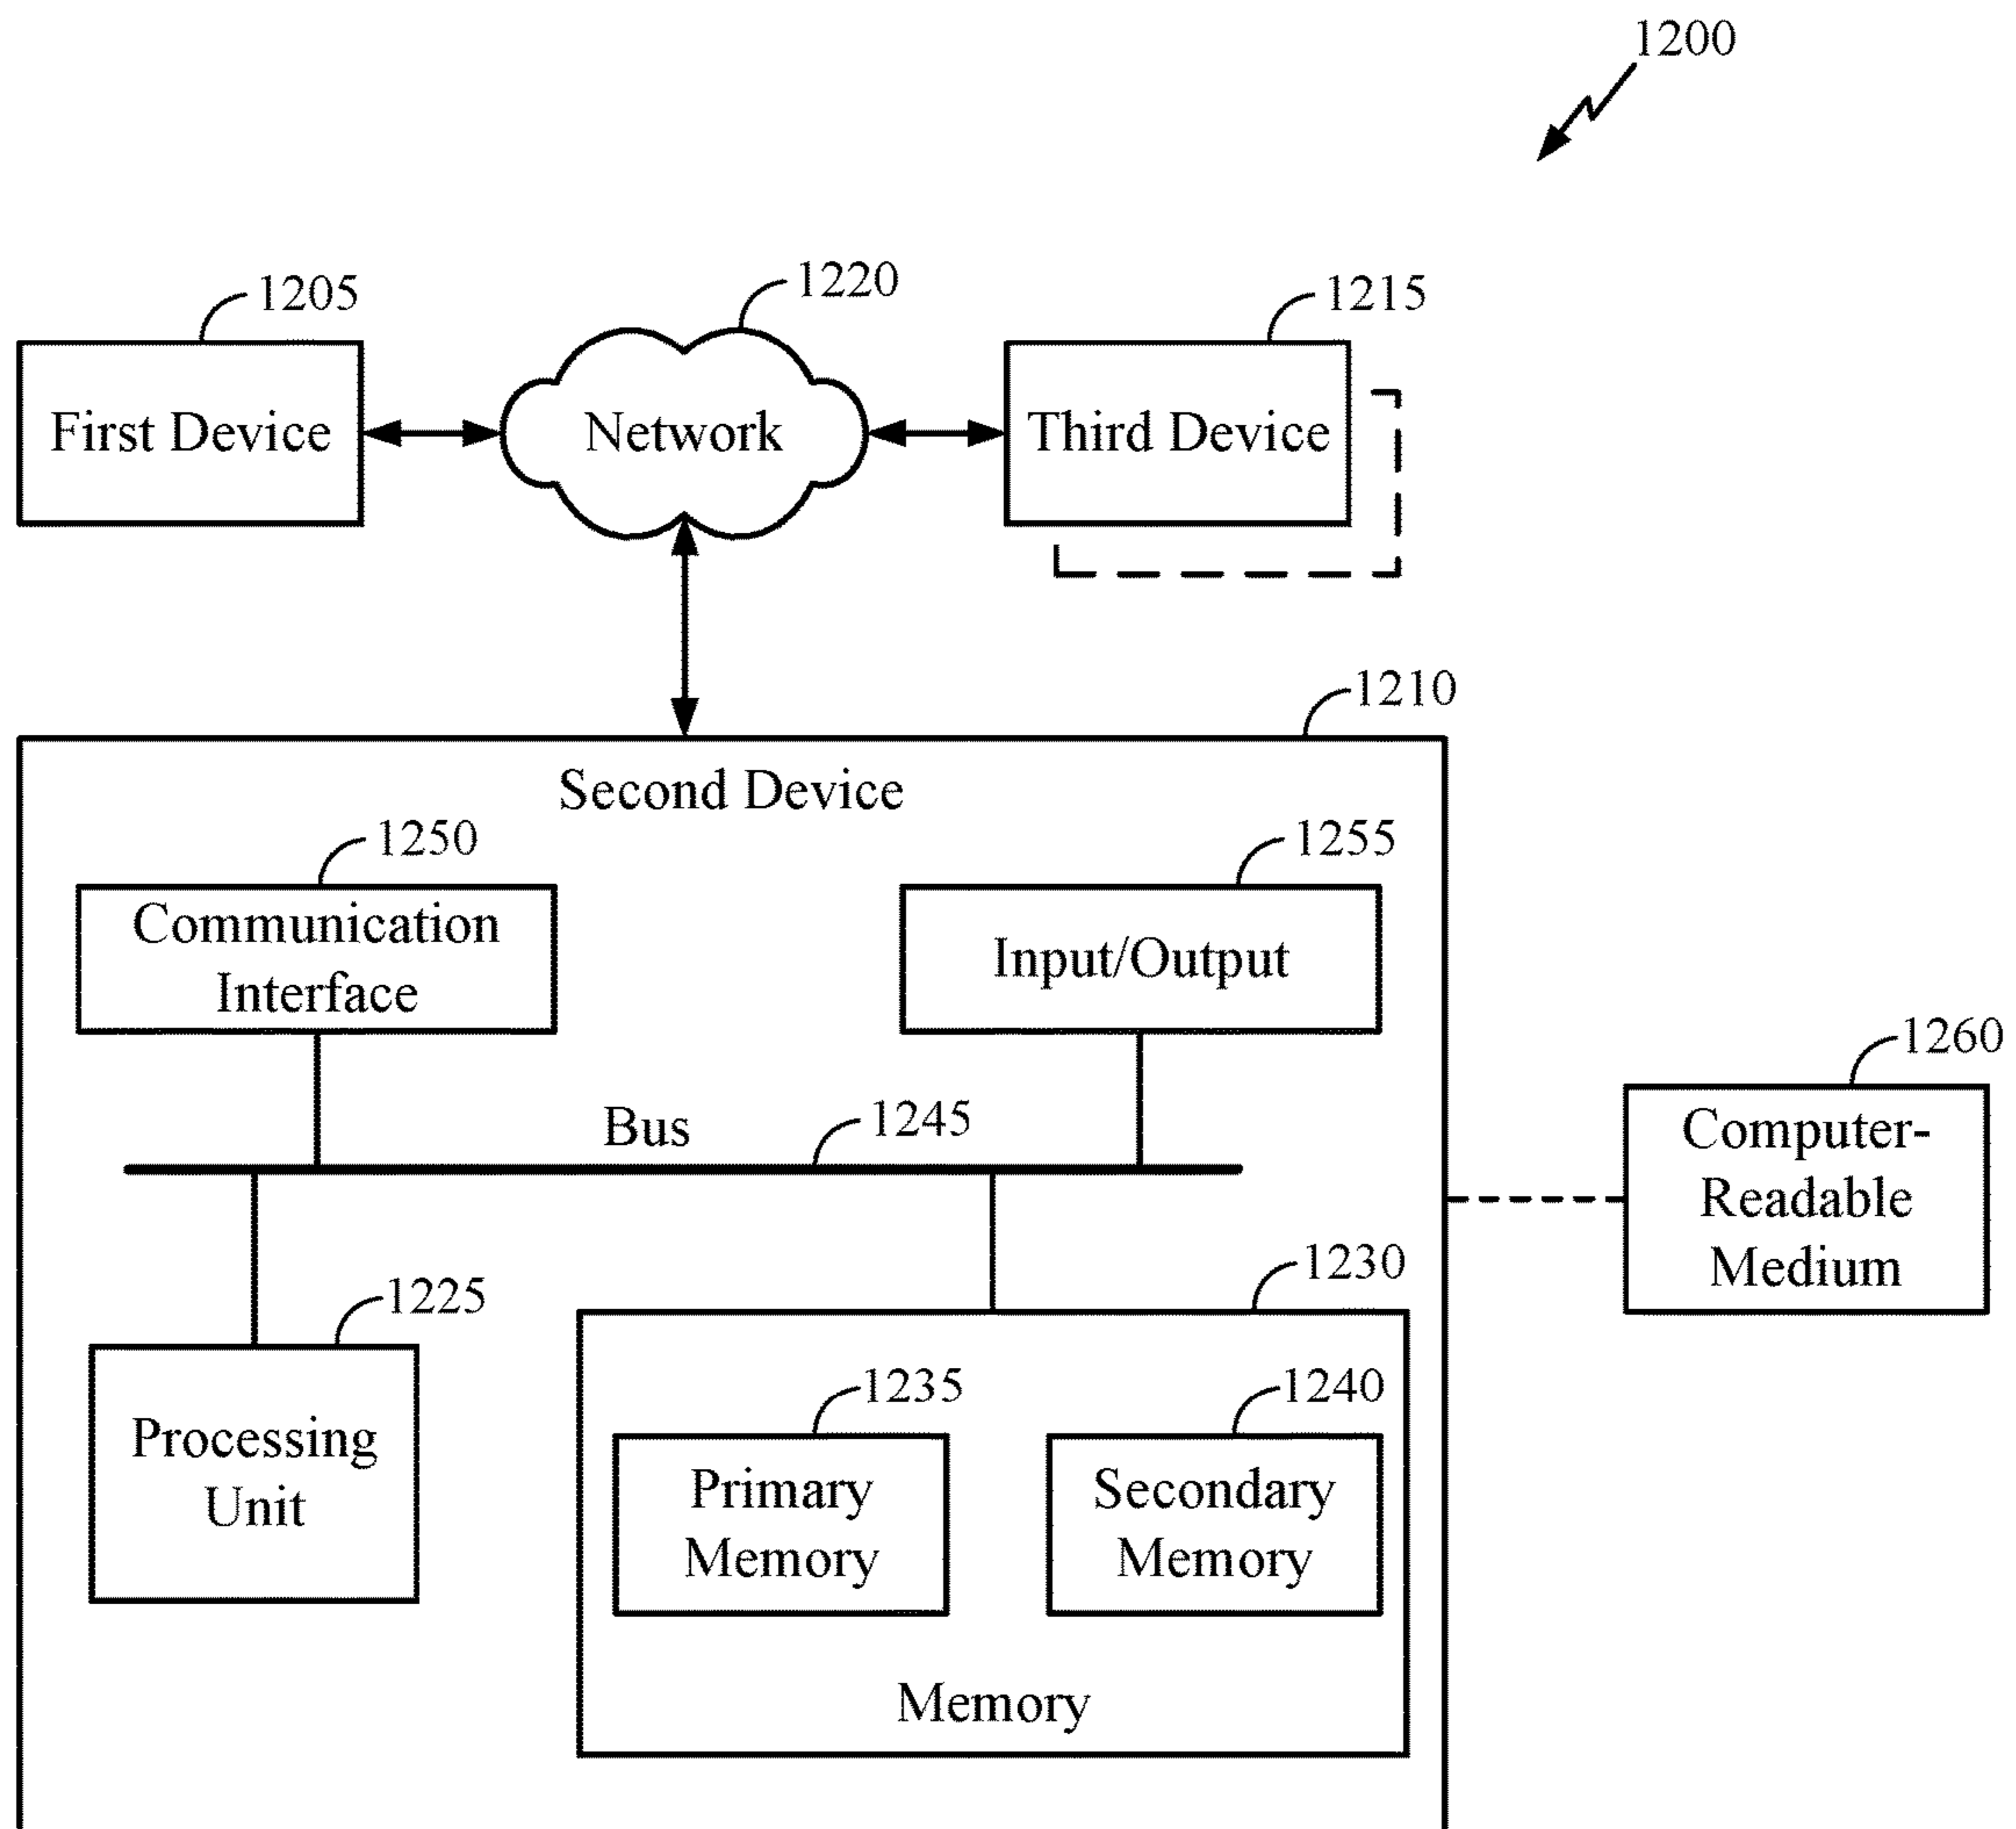 1200
1205
1220
1215
First Device
Network
Third Device
1210
Second Device
1250
1255
Communication
Interface
Input/Output
1260
Computer-
Readable
Medium
Bus
1245
1225
1230
Processing
Unit
1235
1240
Primary
Memory
Secondary
Memory
Memory